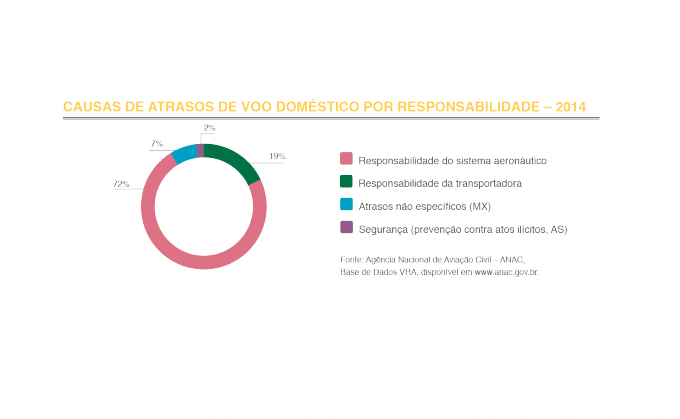 CAUSAS DE ATRASOS DE VOO DOMÉSTICO POR RESPONSABILIDADE – 2014
2%
7%
19%
72%
Responsabilidade do sistema aeronáutico
Responsabilidade da transportadora
Atrasos não específicos (MX)
Segurança (prevenção contra atos ilícitos, AS)
Fonte: Agência Nacional de Aviação Civil – ANAC,
Base de Dados VRA, disponível em www.anac.gov.br.